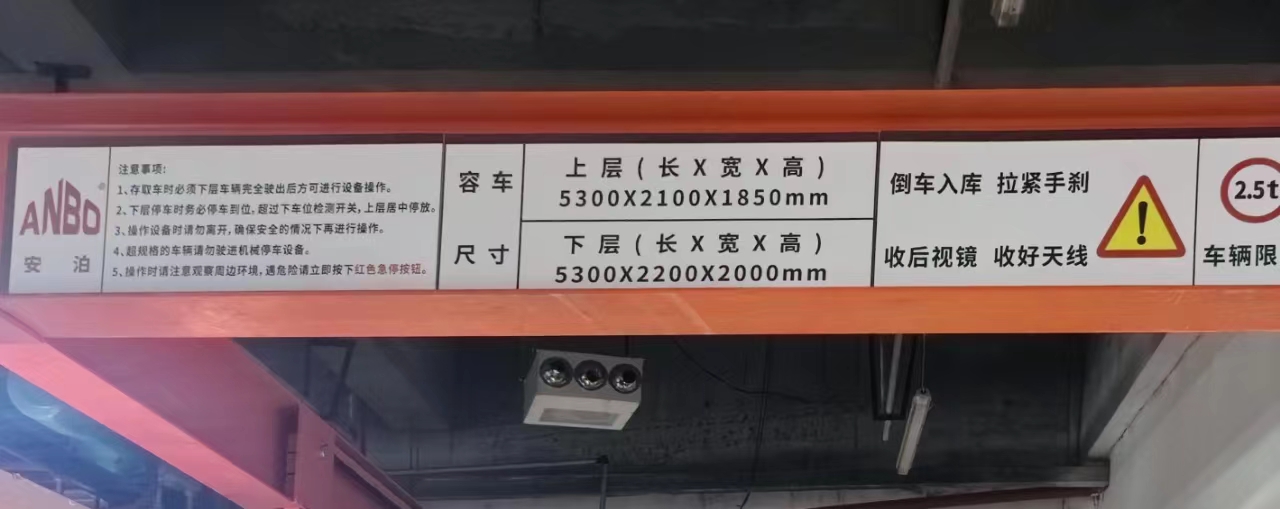 ANBO
®
安 泊
注意事项:
1、存取车时必须下层车辆完全驶出后方可进行设备操作。
2、下层停车时务必停车到位,超过下车位检测开关,上层居中停放。
3、操作设备时请勿离开,确保安全的情况下再进行操作。
4、超规格的车辆请勿驶进机械停车设备。
5、操作时请注意观察周边环境,遇危险请立即按下红色急停按钮。
容 车
尺 寸
上 层 ( 长 X 宽 X 高 )
5300X2100X1850mm
下 层 ( 长 X 宽 X 高 )
5300X2200X2000mm
倒车入库 拉紧手刹
收后视镜 收好天线
!
2.5t
车辆限